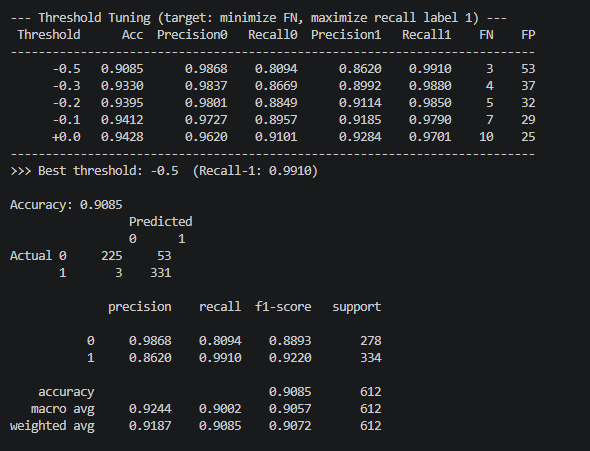 --- Threshold Tuning (target: minimize FN, maximize recall label 1) ---
Threshold Acc Precision0 Recall0 Precision1 Recall1 FN FP
------------------------------------------------------------------------
-0.5 0.9085 0.9868 0.8094 0.8620 0.9910 3 53
-0.3 0.9330 0.9837 0.8669 0.8992 0.9880 4 37
-0.2 0.9395 0.9801 0.8849 0.9114 0.9850 5 32
-0.1 0.9412 0.9727 0.8957 0.9185 0.9790 7 29
+0.0 0.9428 0.9620 0.9101 0.9284 0.9701 10 25
------------------------------------------------------------------------
>>> Best threshold: -0.5 (Recall-1: 0.9910)
Accuracy: 0.9085
Predicted
0 1
Actual 0 225 53
1 3 331
precision recall f1-score support
0 0.9868 0.8094 0.8893 278
1 0.8620 0.9910 0.9220 334
accuracy 0.9085 612
macro avg 0.9244 0.9002 0.9057 612
weighted avg 0.9187 0.9085 0.9072 612